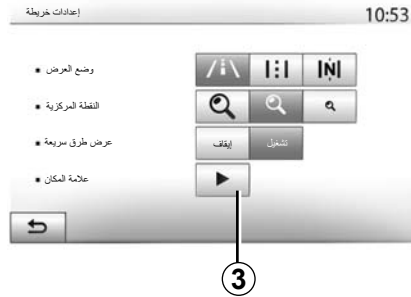 إعدادات خريطة 10:53
وضع العرض
النقطة المركزية
عرض طرق سريعة إيقاف تشغيل
علامة المكان
3